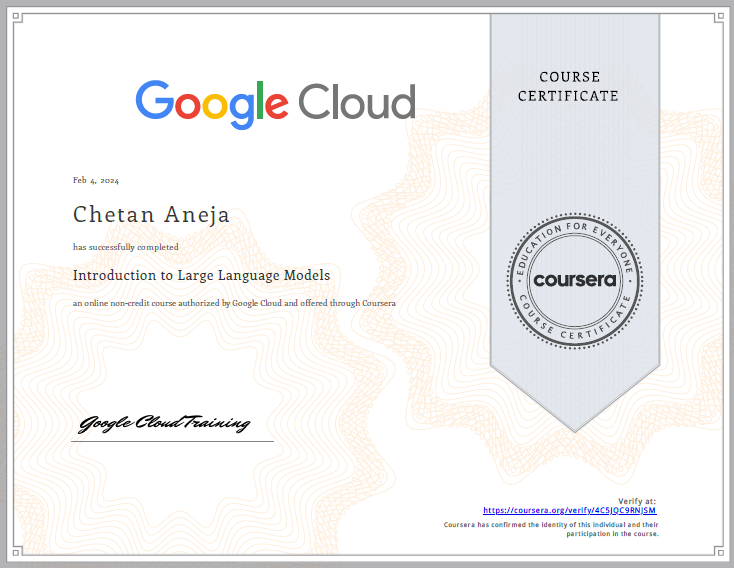 COURSE
CERTIFICATE
Google Cloud
Feb 4, 2024
Chetan Aneja
has successfully completed
Introduction to Large Language Models
an online non-credit course authorized by Google Cloud and offered through Coursera
EDUCATION FOR EVERYONE
coursera
COURSE CERTIFICATE
Google Cloud Training
Verify at:
https://coursera.org/verify/4C5JQC9RNJSM
Coursera has confirmed the identity of this individual and their
participation in the course.